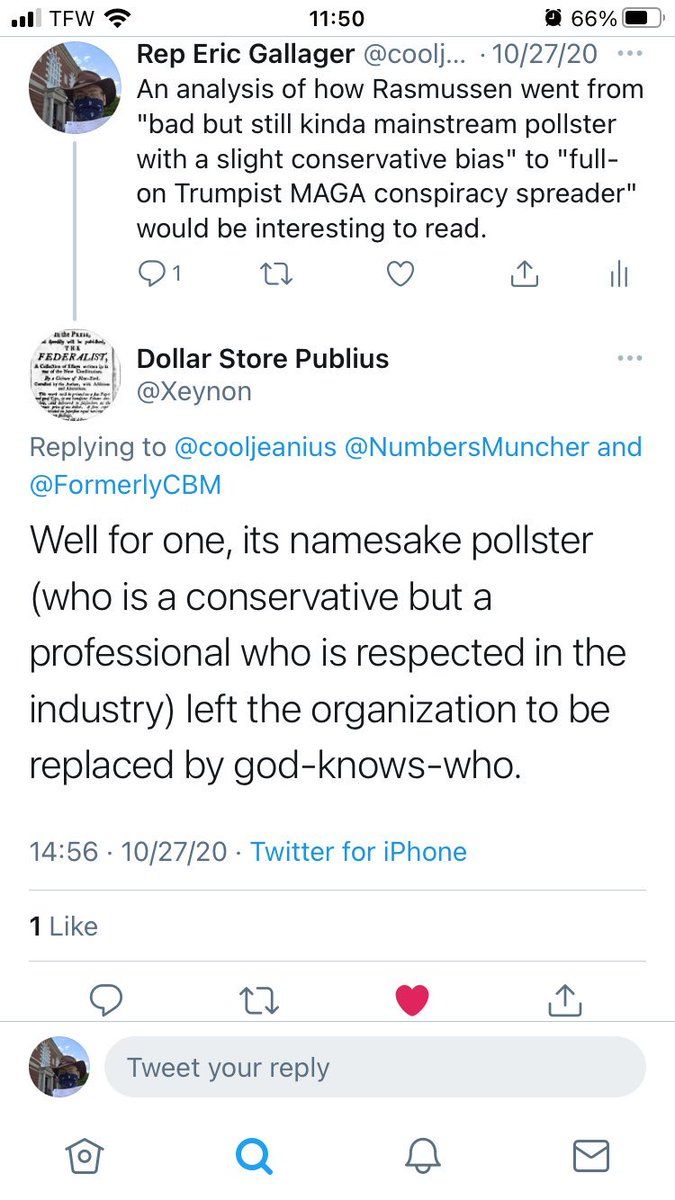 TFW 11:50 66%
Rep Eric Gallager @coolj... · 10/27/20
An analysis of how Rasmussen went from
"bad but still kinda mainstream pollster
with a slight conservative bias" to "full-
on Trumpist MAGA conspiracy spreader"
would be interesting to read.
1
THE
FEDERALIST,
Dollar Store Publius
@Xeynon
Replying to @cooljeanius @NumbersMuncher and
@FormerlyCBM
Well for one, its namesake pollster
(who is a conservative but a
professional who is respected in the
industry) left the organization to be
replaced by god-knows-who.
14:56 · 10/27/20 · Twitter for iPhone
1 Like
Tweet your reply